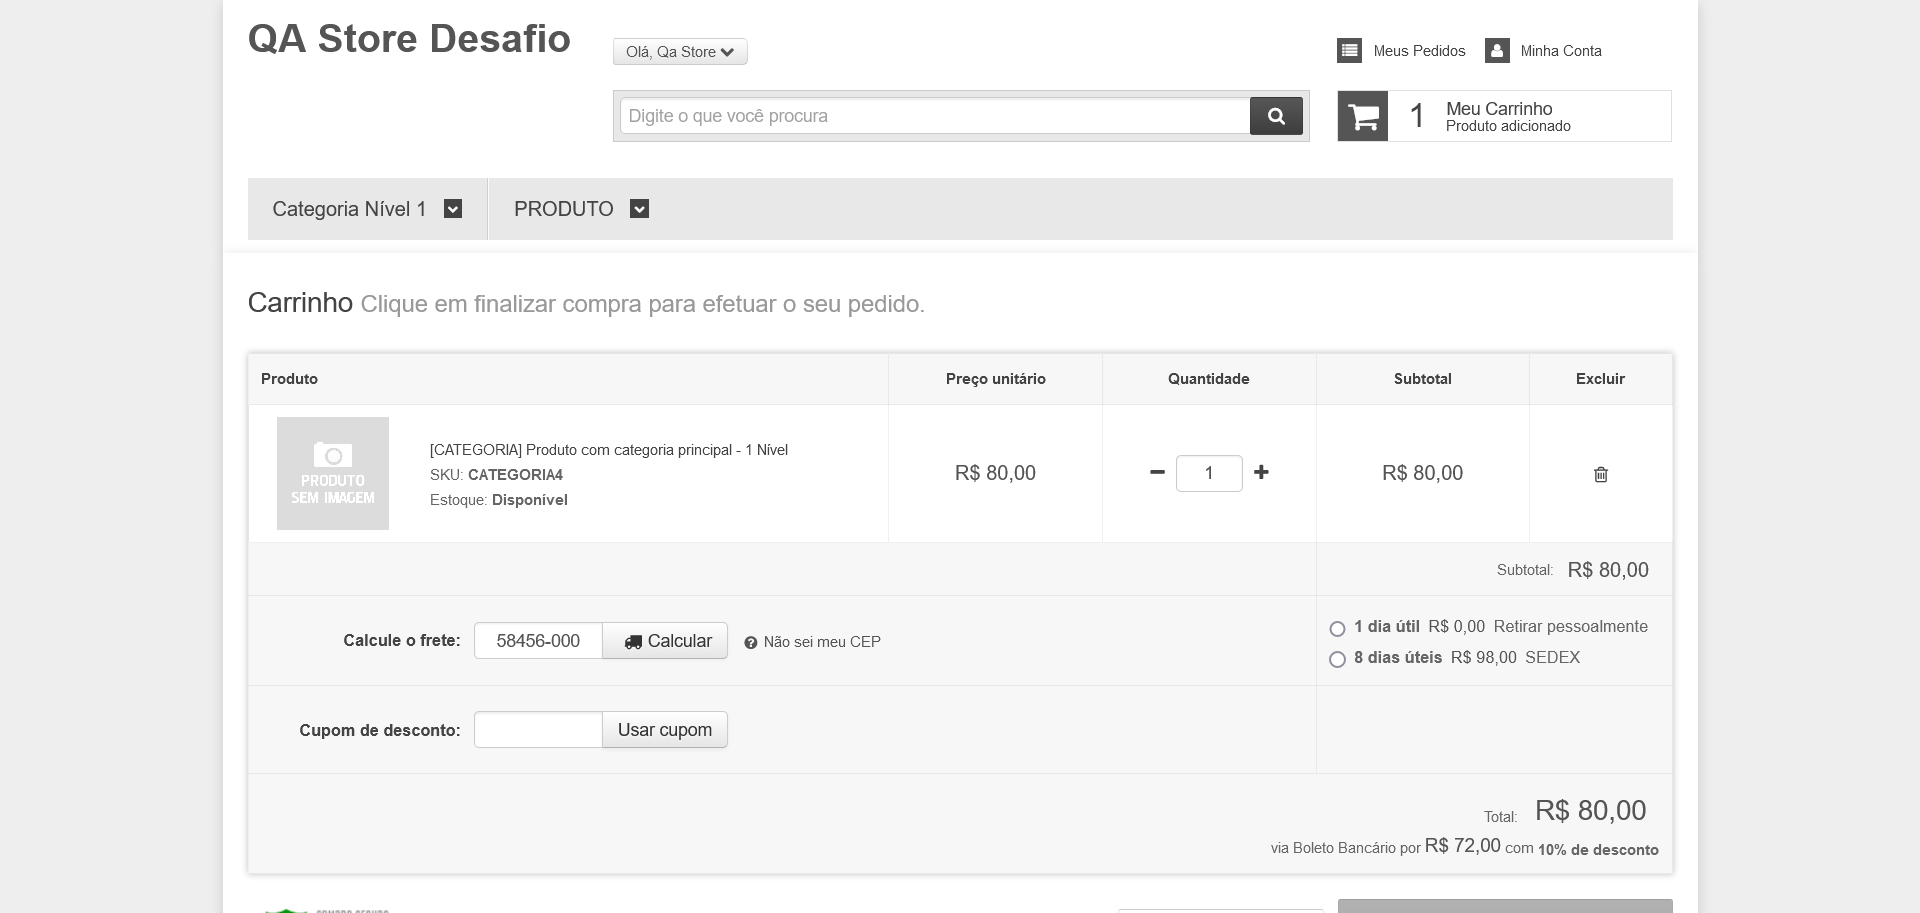 QA Store Desafio
Olá, Qa Store
Meus Pedidos
Minha Conta
Digite o que você procura
1
Meu Carrinho
Produto adicionado
Categoria Nível 1
PRODUTO
Carrinho Clique em finalizar compra para efetuar o seu pedido.
Produto
Preço unitário
Quantidade
Subtotal
Excluir
PRODUTO
SEM IMAGEM
[CATEGORIA] Produto com categoria principal - 1 Nível
SKU: CATEGORIA4
Estoque: Disponível
R$ 80,00
1
R$ 80,00
Subtotal: R$ 80,00
Calcule o frete:
58456-000
Calcular
Não sei meu CEP
1 dia útil R$ 0,00 Retirar pessoalmente
8 dias úteis R$ 98,00 SEDEX
Cupom de desconto:
Usar cupom
Total: R$ 80,00
via Boleto Bancário por R$ 72,00 com 10% de desconto